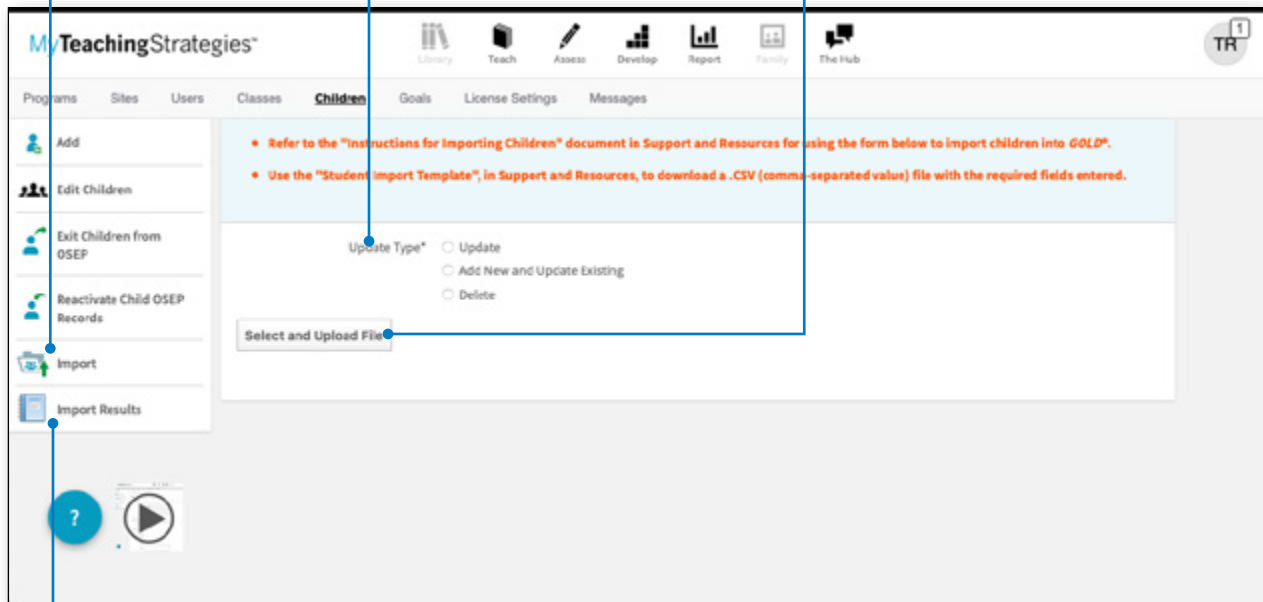 MyTeachingStrategies™
Library Teach Assess Develop Report Family The Hub
TR 1
Programs Sites Users Classes Children Goals License Settings Messages
Add
Edit Children
Exit Children from
OSEP
Reactivate Child OSEP
Records
Import
Import Results
• Refer to the "Instructions for Importing Children" document in Support and Resources for using the form below to import children into GOLD®.
• Use the "Student Import Template", in Support and Resources, to download a .CSV (comma-separated value) file with the required fields entered.
Update Type* Update
Add New and Update Existing
Delete
Select and Upload File
?